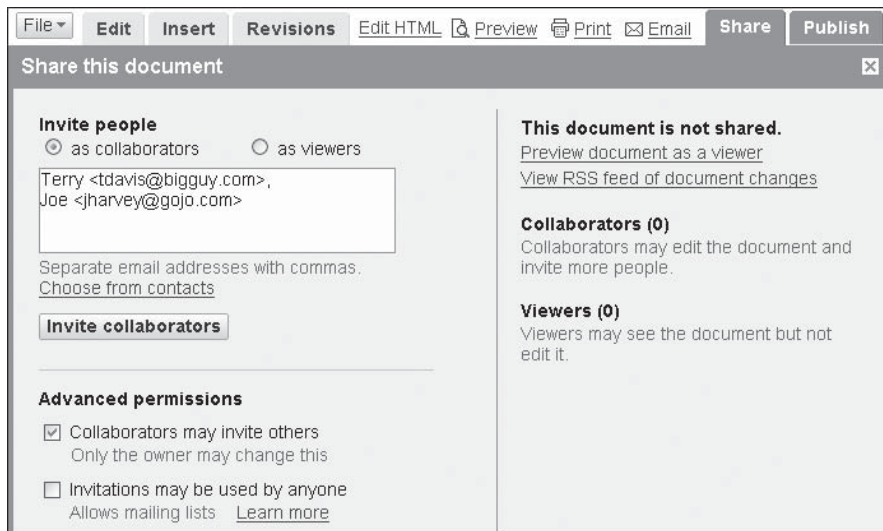 File Edit Insert Revisions Edit HTML Preview Print Email Share Publish
Share this document
Invite people
as collaborators as viewers
Terry <tdavis@bigguy.com>,
Joe <jharvey@gojo.com>
Separate email addresses with commas.
Choose from contacts
Invite collaborators
Advanced permissions
Collaborators may invite others
Only the owner may change this
Invitations may be used by anyone
Allows mailing lists Learn more
This document is not shared.
Preview document as a viewer
View RSS feed of document changes
Collaborators (0)
Collaborators may edit the document and
invite more people.
Viewers (0)
Viewers may see the document but not
edit it.